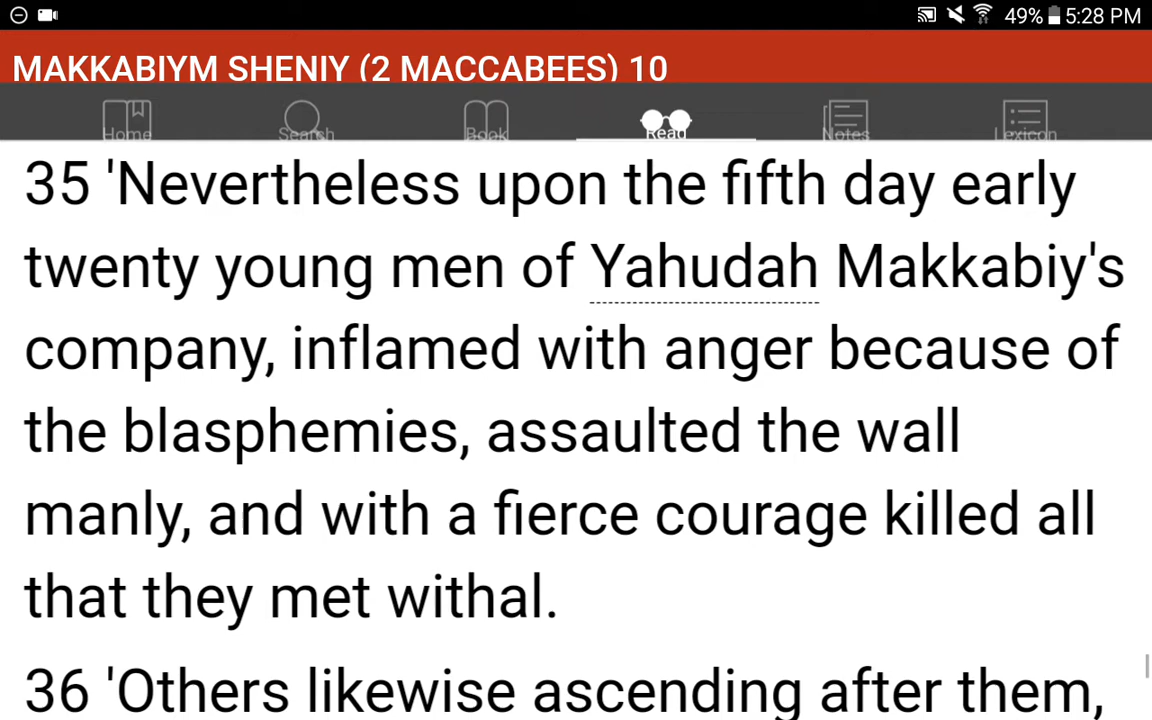 49% 5:28 PM
MAKKABIYM SHENIY (2 MACCABEES) 10
Home Search Book Read Notes Lexicon
35 'Nevertheless upon the fifth day early
twenty young men of Yahudah Makkabiy's
company, inflamed with anger because of
the blasphemies, assaulted the wall
manly, and with a fierce courage killed all
that they met withal.
36 'Others likewise ascending after them,